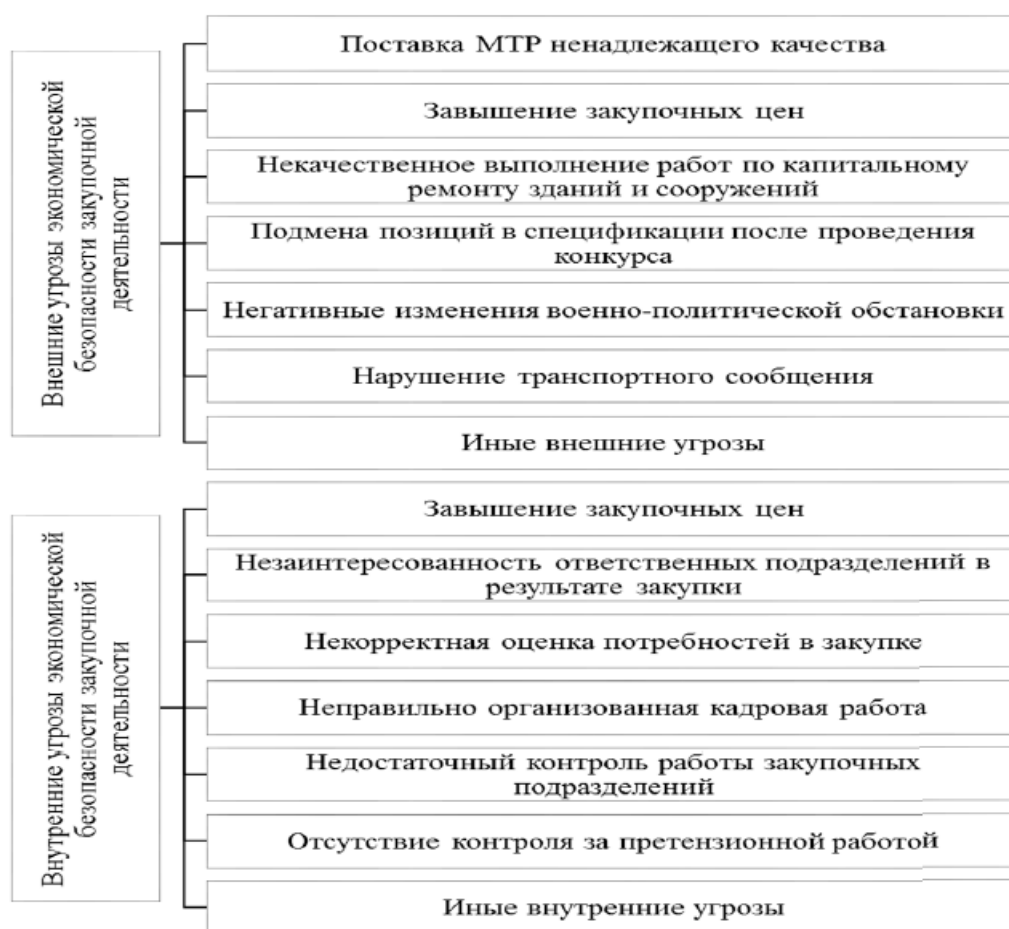 Внешние угрозы экономической
безопасности закупочной
деятельности
Поставка МТР ненадлежащего качества
Завышение закупочных цен
Некачественное выполнение работ по капитальному
ремонту зданий и сооружений
Подмена позиций в спецификации после проведения
конкурса
Негативные изменения военно-политической обстановки
Нарушение транспортного сообщения
Иные внешние угрозы
Внутренние угрозы экономической
безопасности закупочной
деятельности
Завышение закупочных цен
Незаинтересованность ответственных подразделений в
результате закупки
Некорректная оценка потребностей в закупке
Неправильно организованная кадровая работа
Недостаточный контроль работы закупочных
подразделений
Отсутствие контроля за претензионной работой
Иные внутренние угрозы